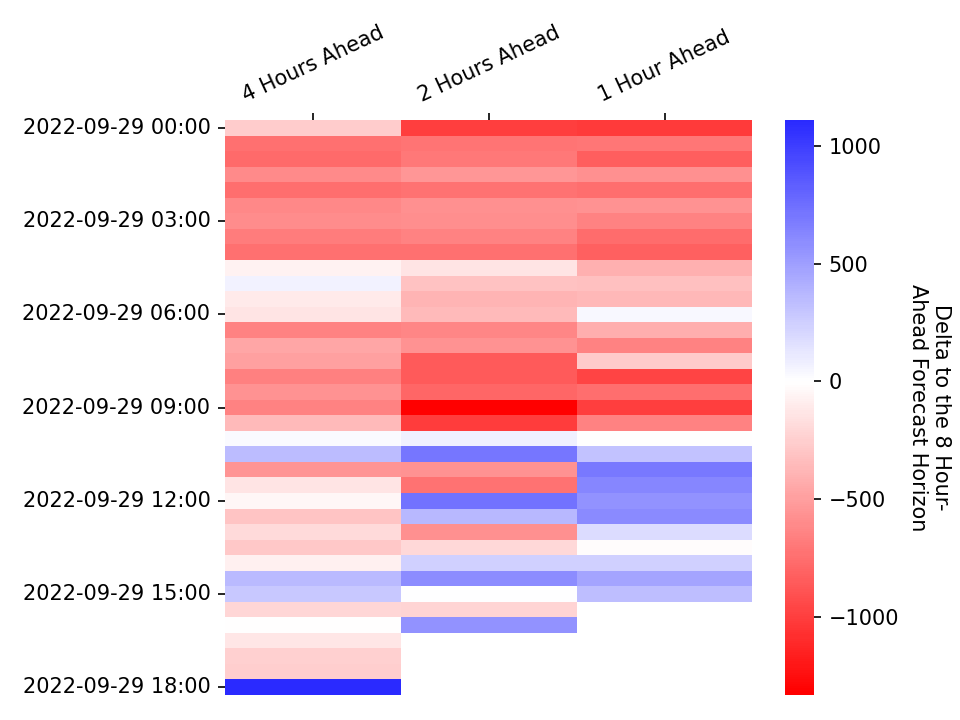 4 Hours Ahead
2 Hours Ahead
1 Hour Ahead
2022-09-29 00:00
2022-09-29 03:00
2022-09-29 06:00
2022-09-29 09:00
2022-09-29 12:00
2022-09-29 15:00
2022-09-29 18:00
1000
500
0
−500
−1000
Delta to the 8 Hour-
Ahead Forecast Horizon